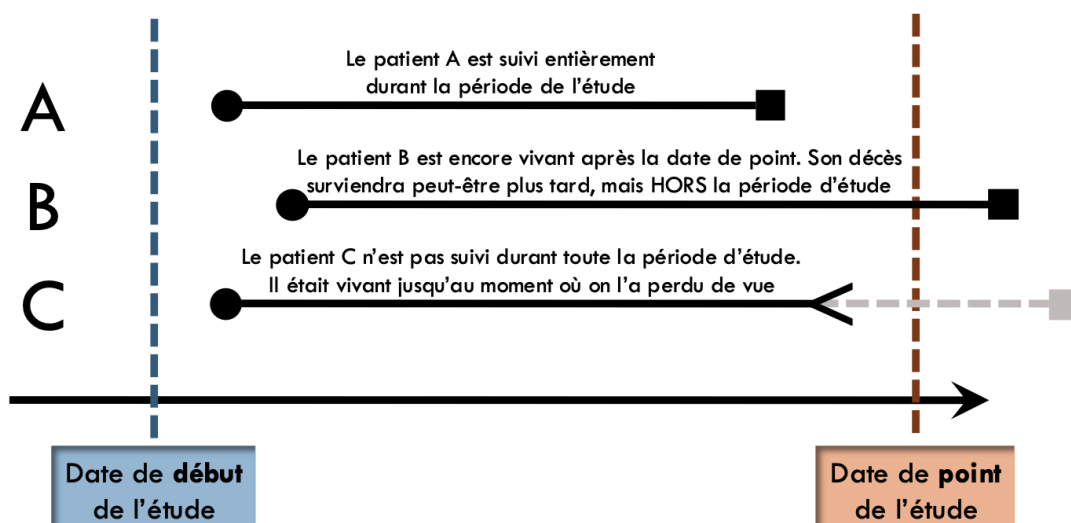 Le patient A est suivi entièrement
durant la période de l'étude
A
Le patient B est encore vivant après la date de point. Son décès
surviendra peut-être plus tard, mais HORS la période d'étude
B
Le patient C n'est pas suivi durant toute la période d'étude.
Il était vivant jusqu'au moment où on l'a perdu de vue
C
Date de début
de l'étude
Date de point
de l'étude